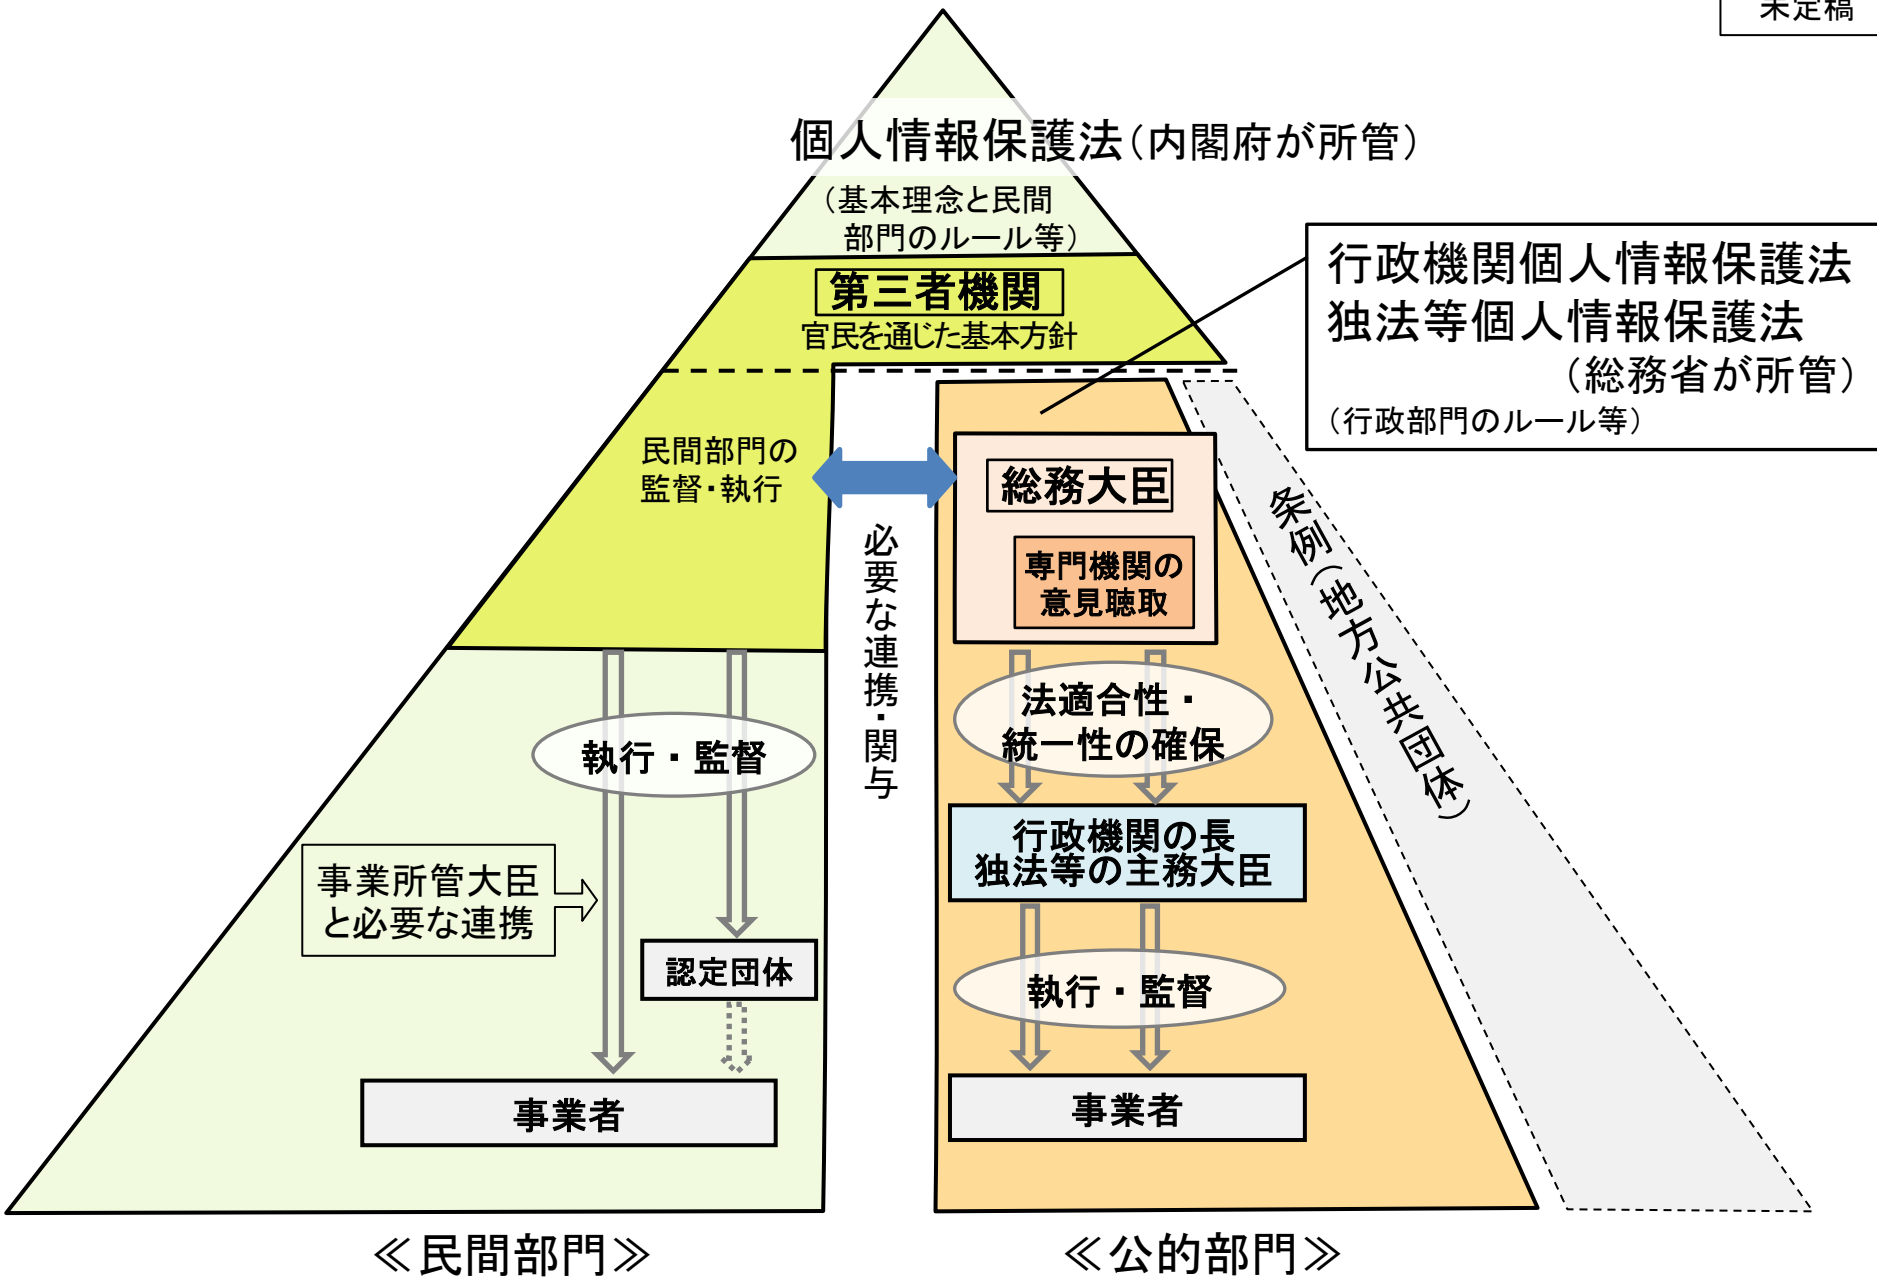 未定稿
個人情報保護法（内閣府が所管）
（基本理念と民間
部門のルール等）
第三者機関
官民を通じた基本方針
行政機関個人情報保護法
独法等個人情報保護法
（総務省が所管）
（行政部門のルール等）
民間部門の
監督・執行
必要な連携・関与
総務大臣
専門機関の
意見聴取
条例（地方公共団体）
執行・監督
法適合性・
統一性の確保
行政機関の長
独法等の主務大臣
事業所管大臣
と必要な連携
認定団体
執行・監督
事業者
事業者
≪民間部門≫
≪公的部門≫